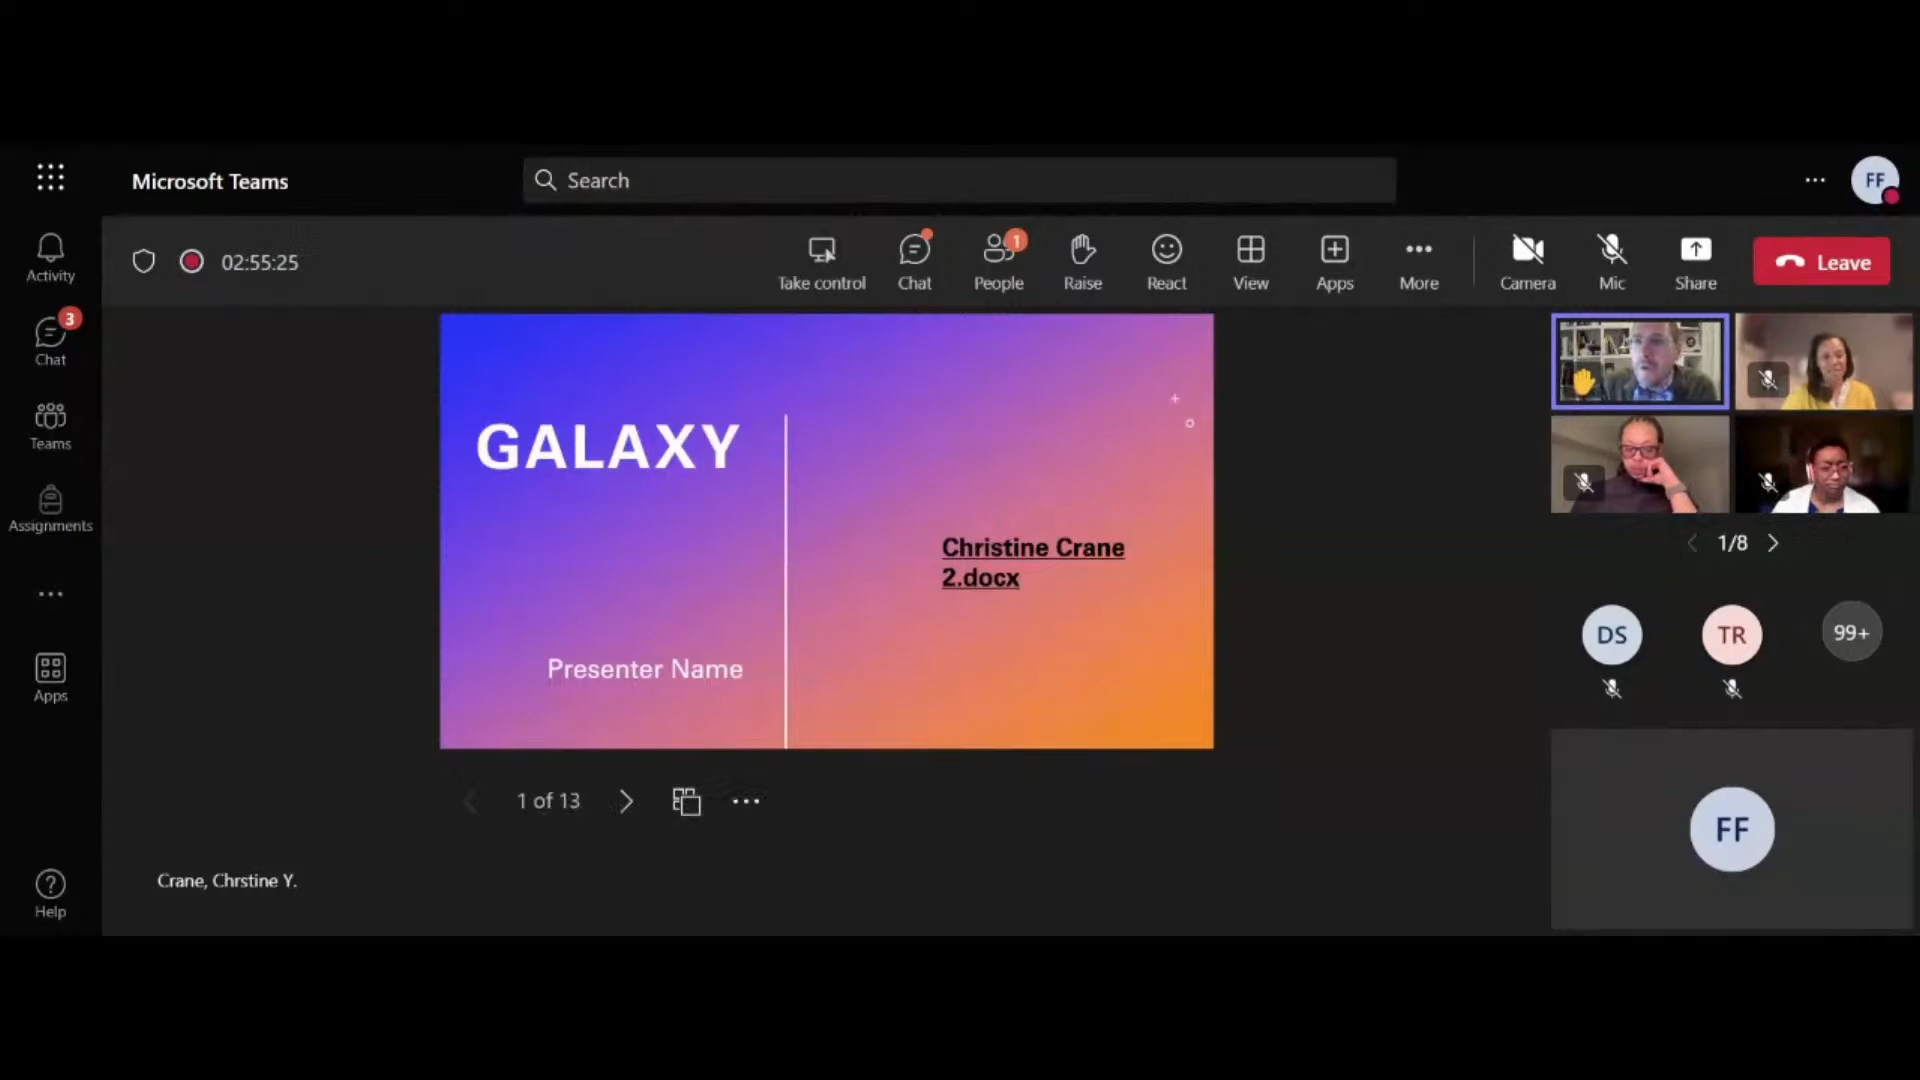 Microsoft Teams
Search
FF
Activity
3
Chat
Teams
Assignments
Apps
Help
02:55:25
Take control
Chat
1
People
Raise
React
View
Apps
More
Camera
Mic
Share
Leave
GALAXY
Christine Crane
2.docx
Presenter Name
1 of 13
Crane, Chrstine Y.
1/8
DS
TR
99+
FF